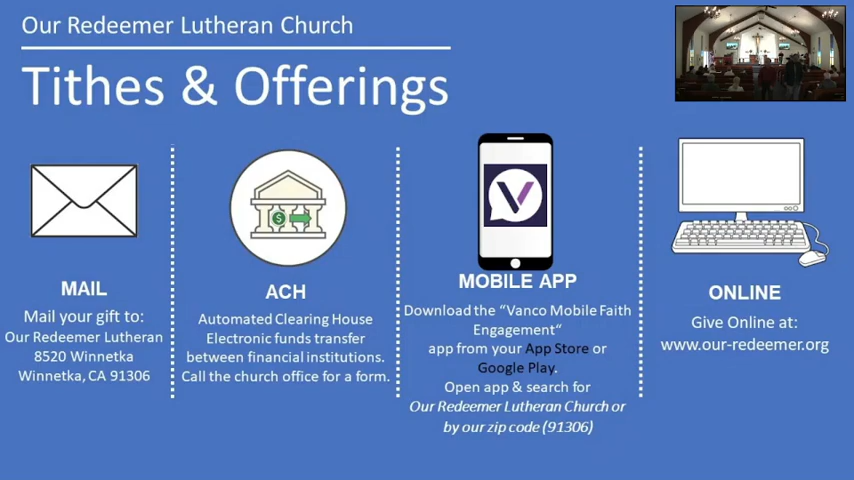 Our Redeemer Lutheran Church
Tithes & Offerings
MAIL
Mail your gift to:
Our Redeemer Lutheran
8520 Winnetka
Winnetka, CA 91306
$
ACH
Automated Clearing House
Electronic funds transfer
between financial institutions.
Call the church office for a form.
V
MOBILE APP
Download the “Vanco Mobile Faith
Engagement“
app from your App Store or
Google Play.
Open app & search for
Our Redeemer Lutheran Church or
by our zip code (91306)
ONLINE
Give Online at:
www.our-redeemer.org